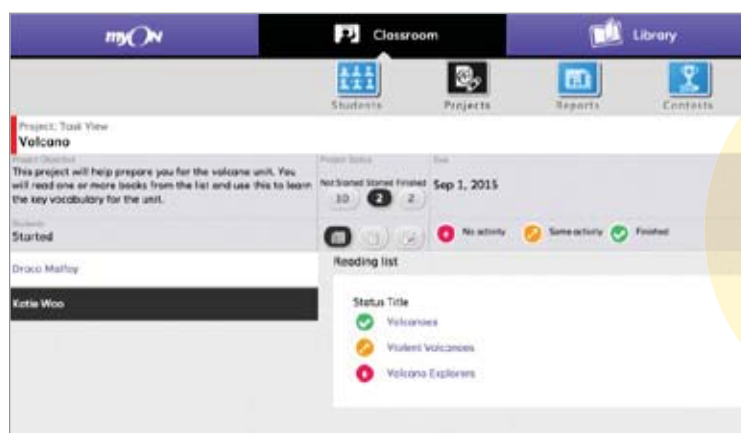 myON
Classroom
Library
Students
Projects
Reports
Contests
Project: Task View
Volcano
Project Objective
Project Status
Due
This project will help prepare you for the volcano unit. You
will read one or more books from the list and use this to learn
the key vocabulary for the unit.
Not Started Started Finished
10 2 2
Sep 1, 2015
Students
Started
No activity
Some activity
Finished
Draco Malfoy
Reading list
Katie Woo
Status Title
Volcanoes
Violent Volcanoes
Volcano Explorers